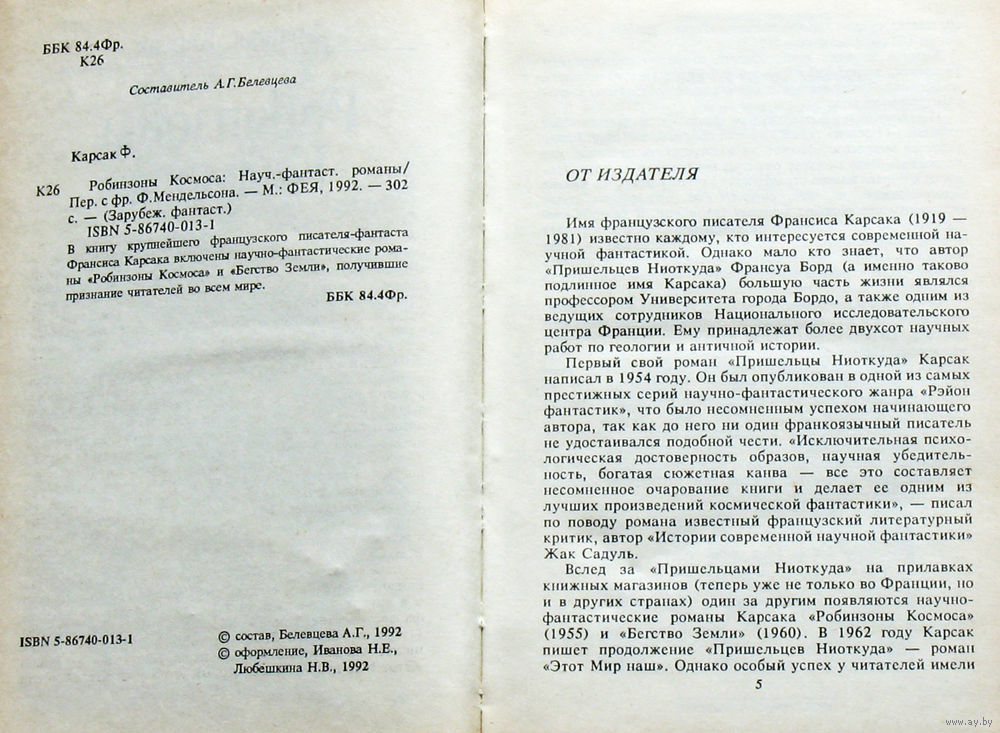 ББК 84.4Фр.
К26
Составитель А.Г.Белевцева
Карсак Ф.
К26
Робинзоны Космоса: Науч.-фантаст. романы/
Пер. с фр. Ф.Мендельсона. — М.: ФЕЯ, 1992. — 302
с. — (Зарубеж. фантаст.)
ISBN 5-86740-013-1
В книгу крупнейшего французского писателя-фантаста
Франсиса Карсака включены научно-фантастические рома-
ны «Робинзоны Космоса» и «Бегство Земли», получившие
признание читателей во всем мире.
ББК 84.4Фр.
ISBN 5-86740-013-1
© состав, Белевцева А.Г., 1992
© оформление, Иванова Н.Е.,
Любешкина Н.В., 1992
ОТ ИЗДАТЕЛЯ
Имя французского писателя Франсиса Карсака (1919 —
1981) известно каждому, кто интересуется современной на-
учной фантастикой. Однако мало кто знает, что автор
«Пришельцев Ниоткуда» Франсуа Борд (а именно таково
подлинное имя Карсака) большую часть жизни являлся
профессором Университета города Бордо, а также одним из
ведущих сотрудников Национального исследовательского
центра Франции. Ему принадлежат более двухсот научных
работ по геологии и античной истории.
Первый свой роман «Пришельцы Ниоткуда» Карсак
написал в 1954 году. Он был опубликован в одной из самых
престижных серий научно-фантастического жанра «Рэйон
фантастик», что было несомненным успехом начинающего
автора, так как до него ни один франкоязычный писатель
не удостаивался подобной чести. «Исключительная психо-
логическая достоверность образов, научная убедитель-
ность, богатая сюжетная канва — все это составляет
несомненное очарование книги и делает ее одним из
лучших произведений космической фантастики», — писал
по поводу романа известный французский литературный
критик, автор «Истории современной научной фантастики»
Жак Садуль.
Вслед за «Пришельцами Ниоткуда» на прилавках
книжных магазинов (теперь уже не только во Франции, но
и в других странах) один за другим появляются научно-
фантастические романы Карсака «Робинзоны Космоса»
(1955) и «Бегство Земли» (1960). В 1962 году Карсак
пишет продолжение «Пришельцев Ниоткуда» — роман
«Этот Мир наш». Однако особый успех у читателей имели
5
www.ay.by